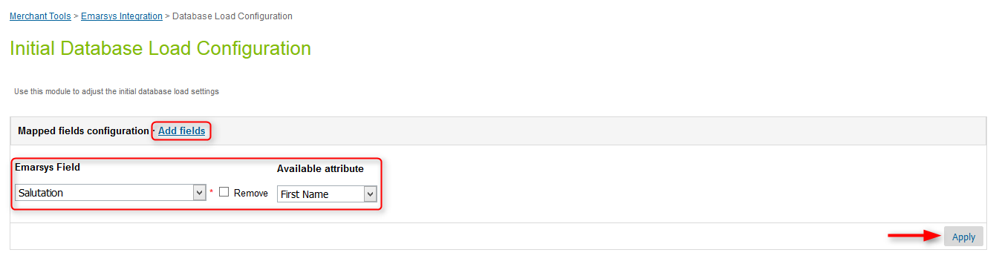 Merchant Tools > Emarsys Integration > Database Load Configuration
Initial Database Load Configuration
Use this module to adjust the initial database load settings
Mapped fields configuration · Add fields
Emarsys Field Available attribute
Salutation * Remove First Name
Apply